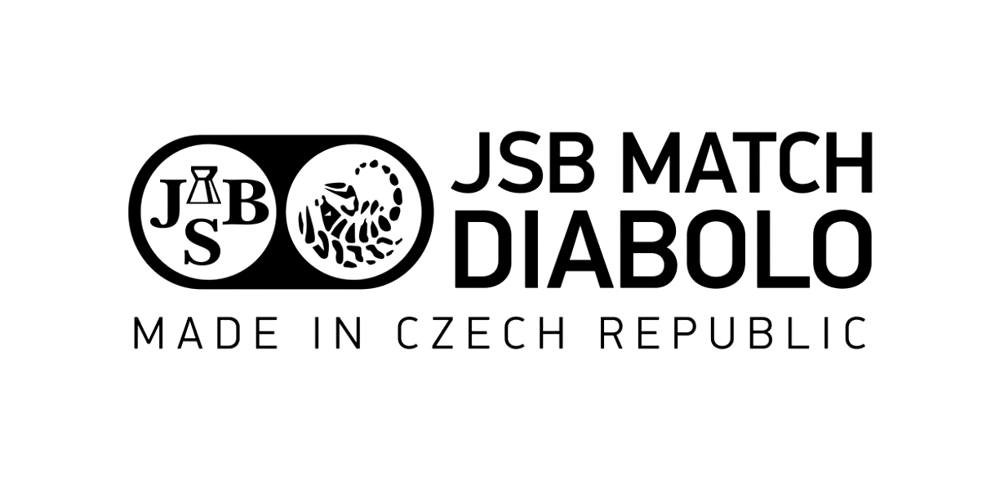 JSB
JSB MATCH
DIABOLO
MADE IN CZECH REPUBLIC